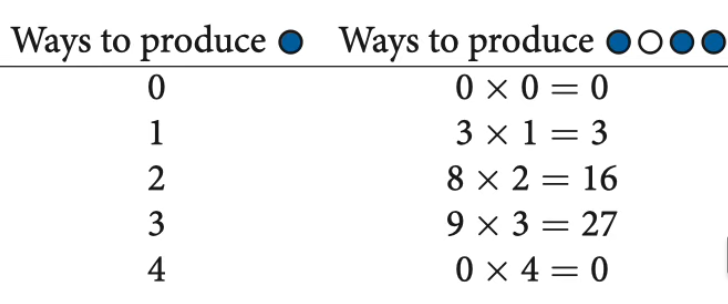 Ways to produce ● Ways to produce ●○●●
0 0 × 0 = 0
1 3 × 1 = 3
2 8 × 2 = 16
3 9 × 3 = 27
4 0 × 4 = 0